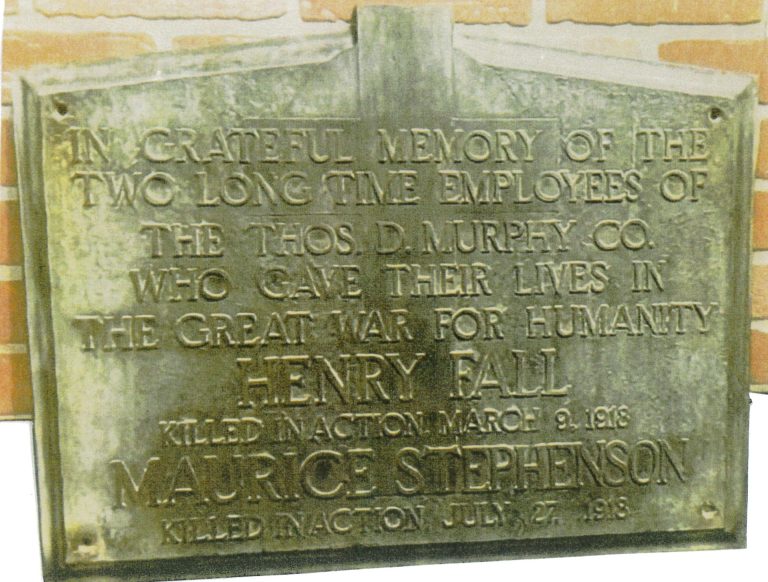 IN GRATEFUL MEMORY OF THE
TWO LONG TIME EMPLOYEES OF
THE THOS. D. MURPHY CO.
WHO GAVE THEIR LIVES IN
THE GREAT WAR FOR HUMANITY
HENRY FALL
KILLED IN ACTION, MARCH 9, 1918
MAURICE STEPHENSON
KILLED IN ACTION, JULY, 27, 1918